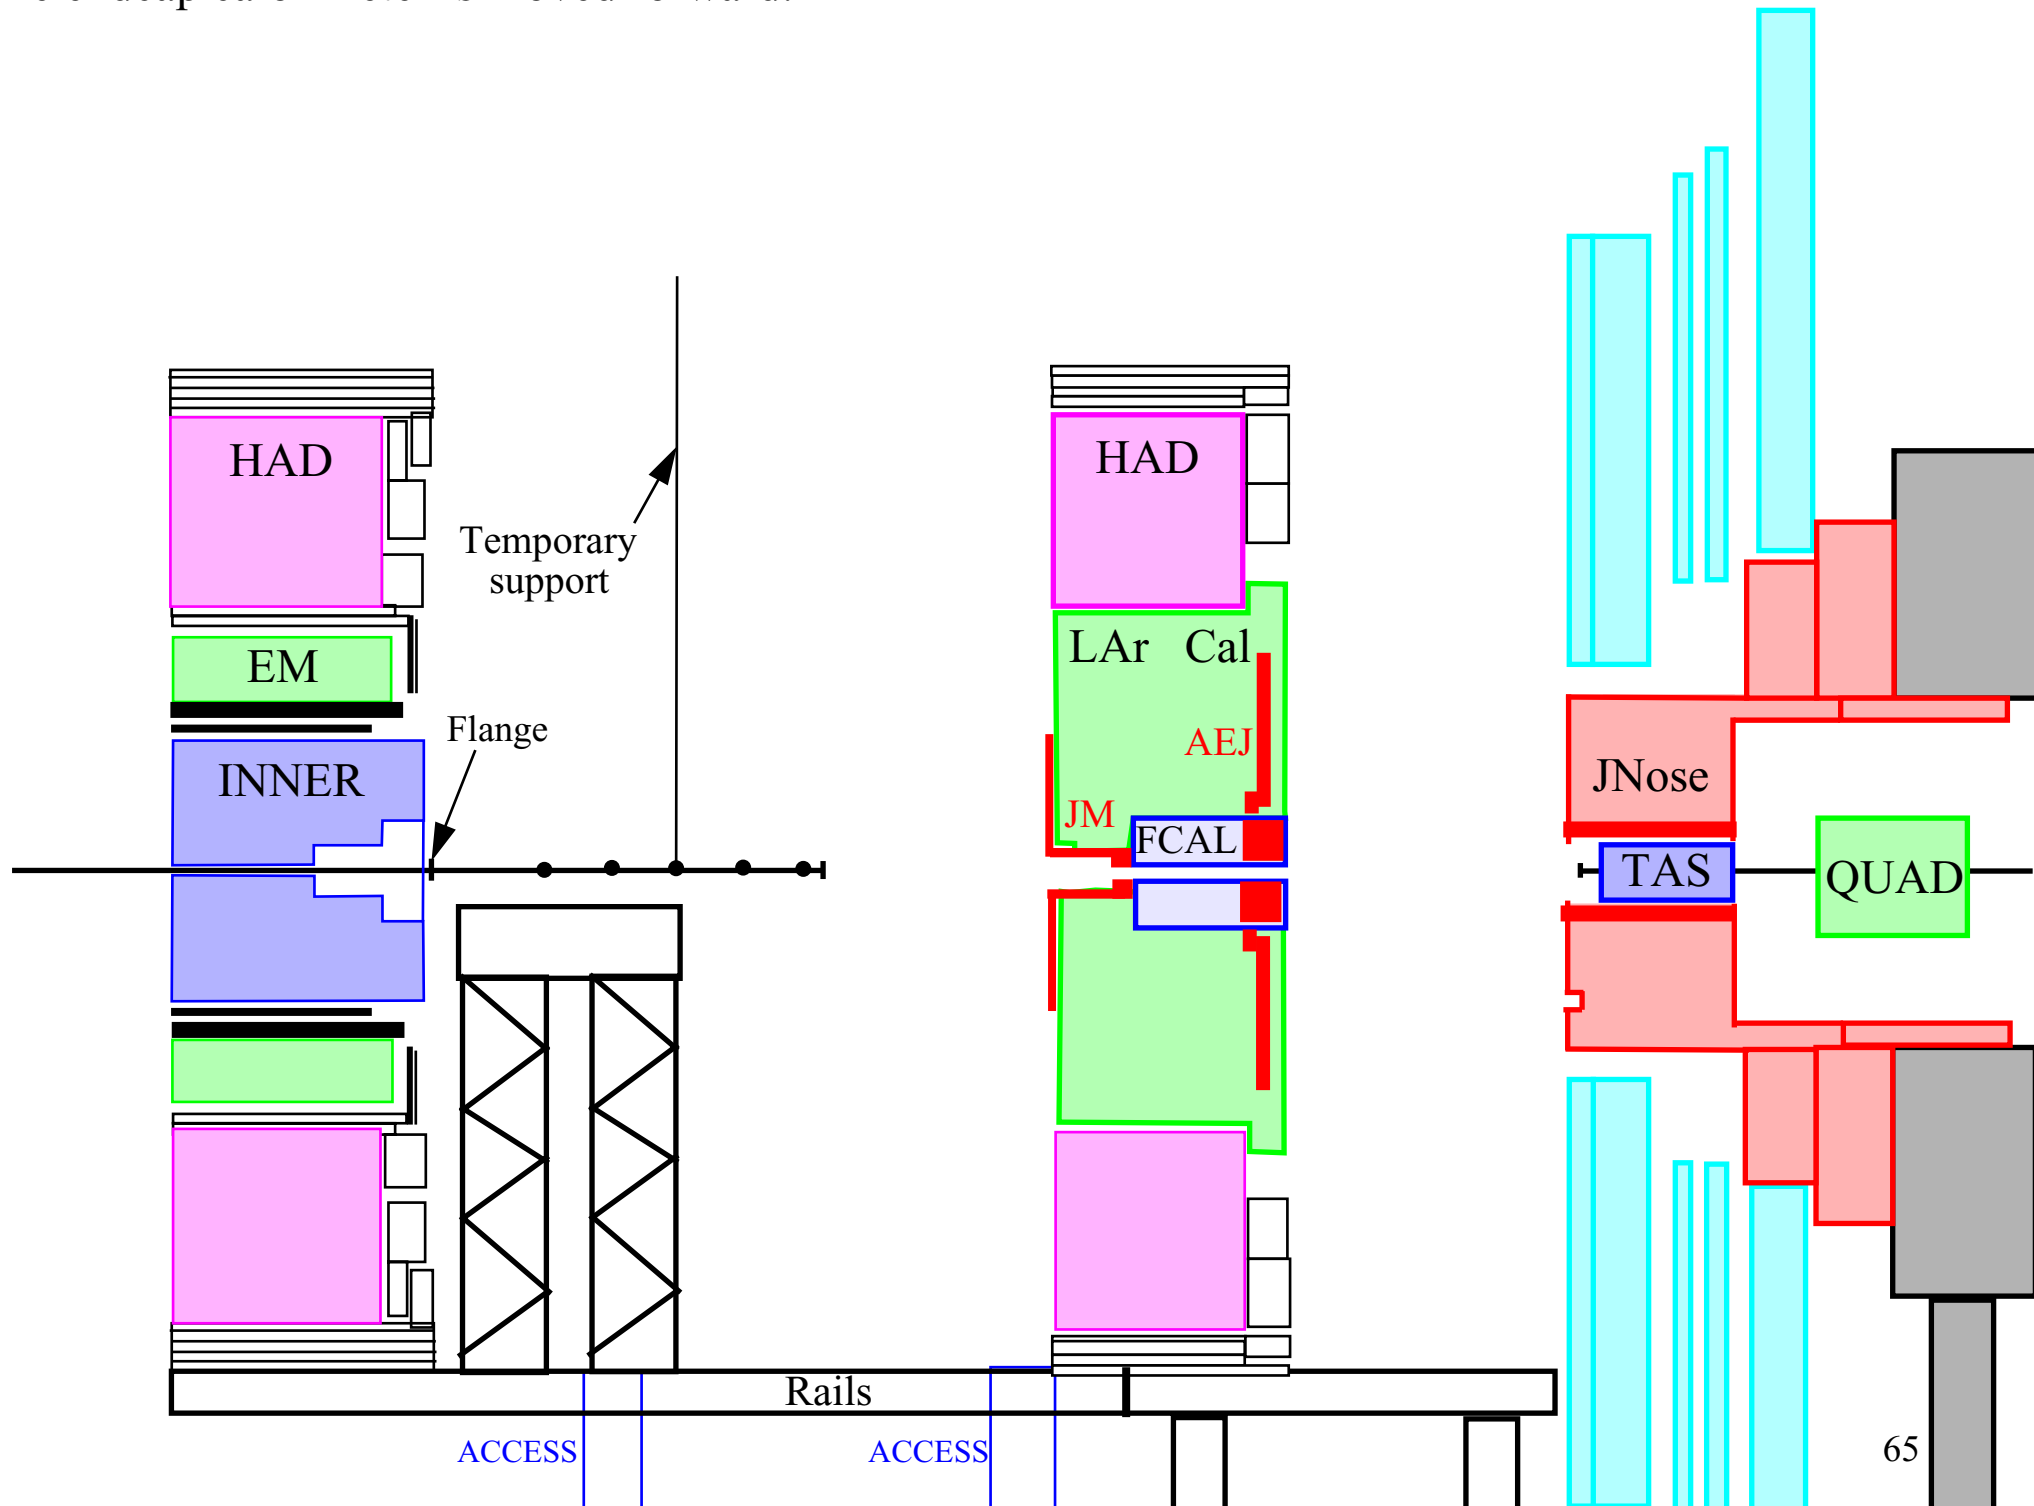 HAD
HAD
Temporary
support
LAr Cal
EM
Flange
AEJ
INNER
JNose
JM
FCAL
TAS
QUAD
Rails
ACCESS
ACCESS
65